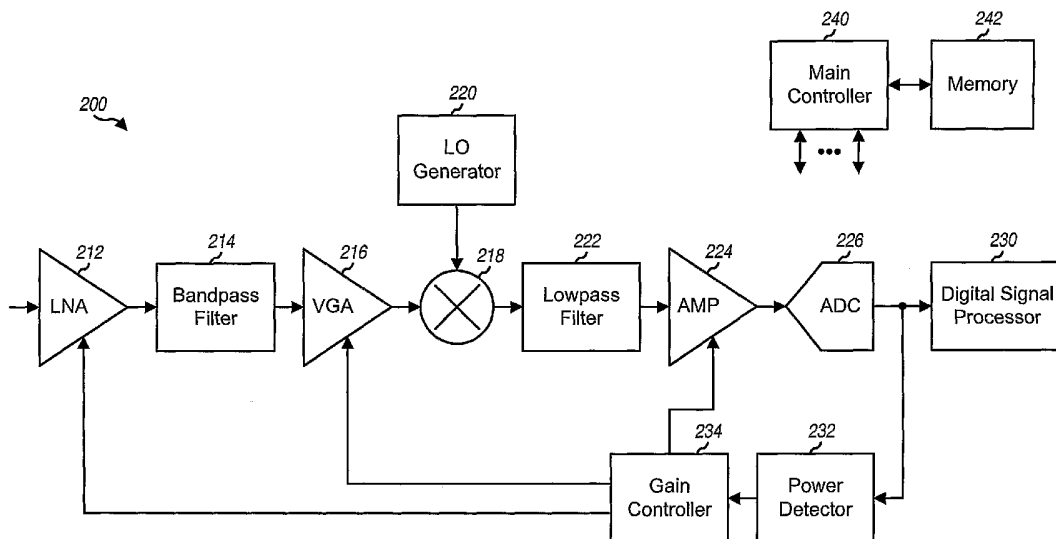 240
242
Main
Controller
Memory
•••
200
220
LO
Generator
212
LNA
214
Bandpass
Filter
216
VGA
218
222
Lowpass
Filter
224
AMP
226
ADC
230
Digital Signal
Processor
234
Gain
Controller
232
Power
Detector